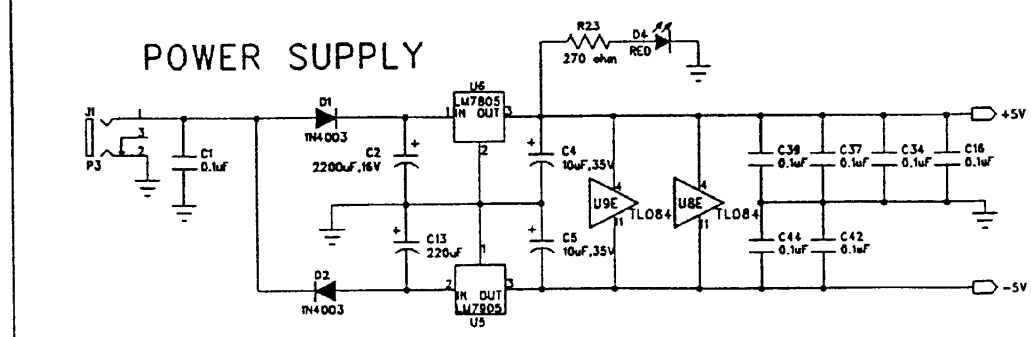 POWER SUPPLY
R23
270 ohm
D4
RED
J1
P3
1
3
2
C1
0.1uF
D1
1N4003
C2
2200uF,16V
U6
LM7805
IN OUT
1
3
2
C4
10uF,35V
4
U9E
TL084
11
4
U8E
TL084
11
C39
0.1uF
C37
0.1uF
C34
0.1uF
C16
0.1uF
+5V
C13
220uF
C5
10uF,35V
C44
0.1uF
C42
0.1uF
D2
1N4003
1
2
3
IN OUT
LM7905
U5
-5V
+
+
+
+